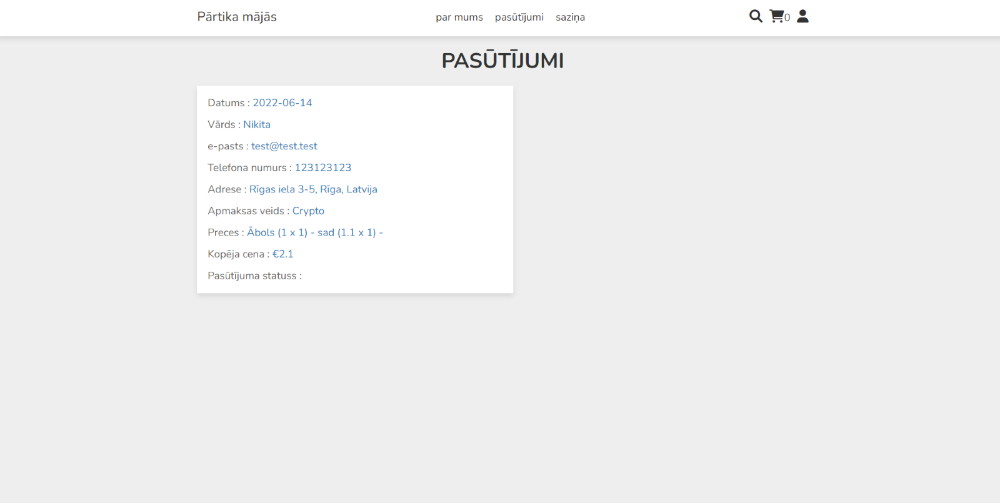 Pārtika mājās par mums pasūtījumi saziņa 0
PASŪTĪJUMI
Datums : 2022-06-14
Vārds : Nikita
e-pasts : test@test.test
Telefona numurs : 123123123
Adrese : Rīgas iela 3-5, Rīga, Latvija
Apmaksas veids : Crypto
Preces : Ābols (1 x 1) - sad (1.1 x 1) -
Kopēja cena : €2.1
Pasūtījuma statuss :